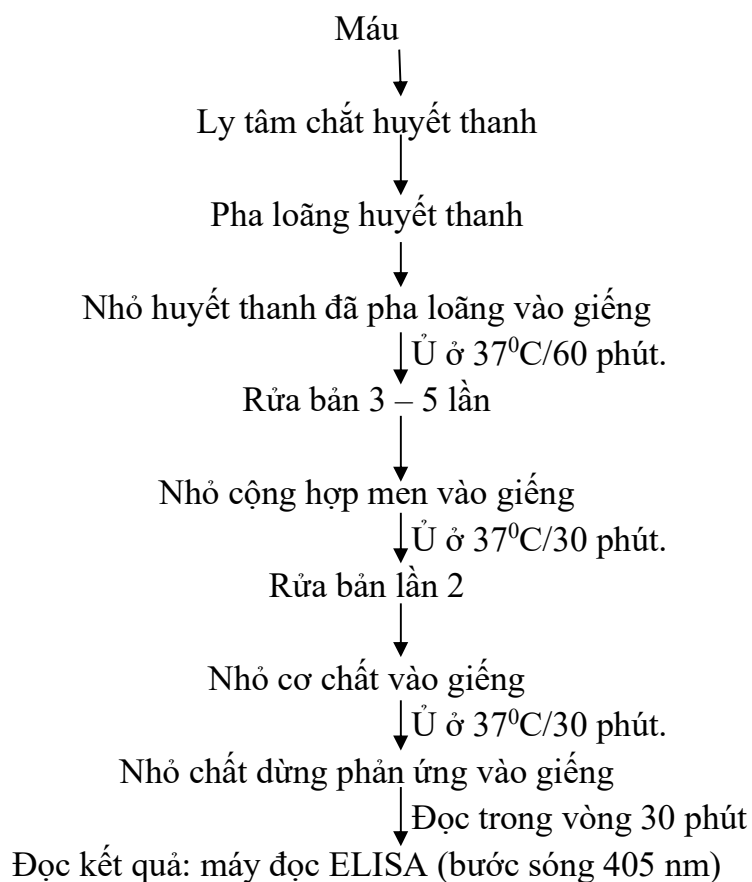 Máu
Ly tâm chắt huyết thanh
Pha loãng huyết thanh
Nhỏ huyết thanh đã pha loãng vào giếng
Ủ ở 37⁰C/60 phút.
Rửa bản 3 – 5 lần
Nhỏ cộng hợp men vào giếng
Ủ ở 37⁰C/30 phút.
Rửa bản lần 2
Nhỏ cơ chất vào giếng
Ủ ở 37⁰C/30 phút.
Nhỏ chất dừng phản ứng vào giếng
Đọc trong vòng 30 phút
Đọc kết quả: máy đọc ELISA (bước sóng 405 nm)